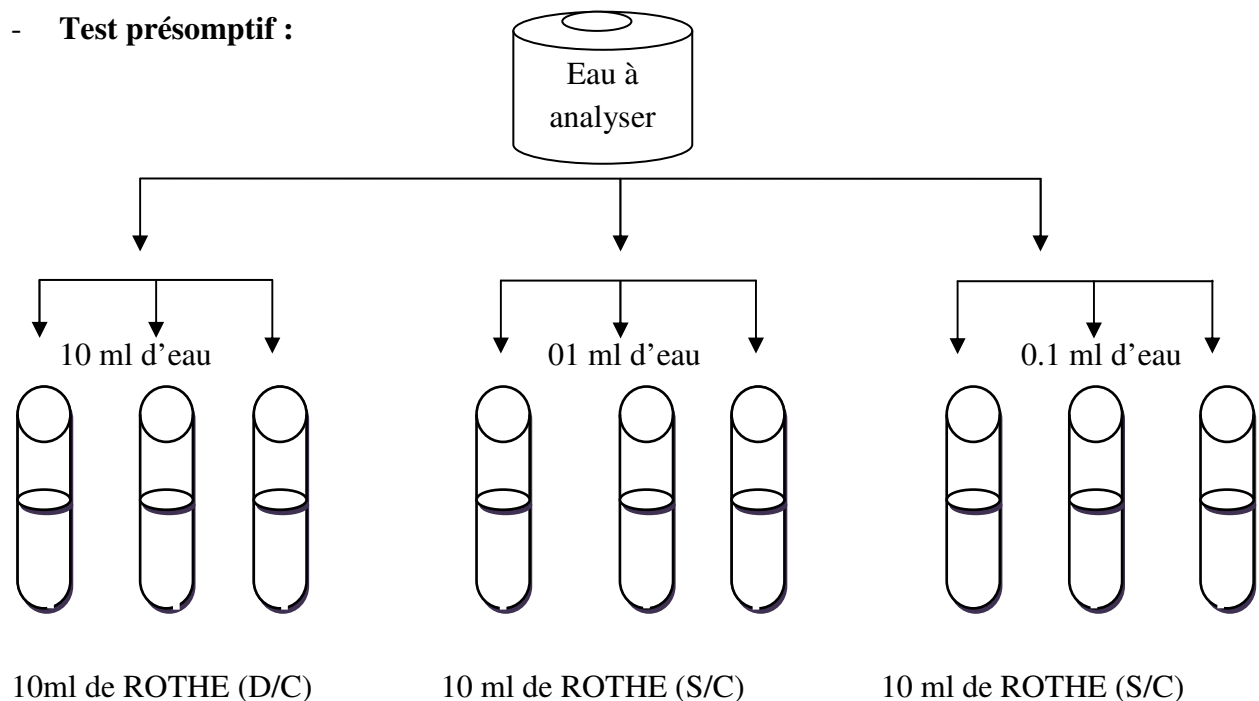 - Test présomptif :
Eau à
analyser
10 ml d’eau
01 ml d’eau
0.1 ml d’eau
10ml de ROTHE (D/C)
10 ml de ROTHE (S/C)
10 ml de ROTHE (S/C)